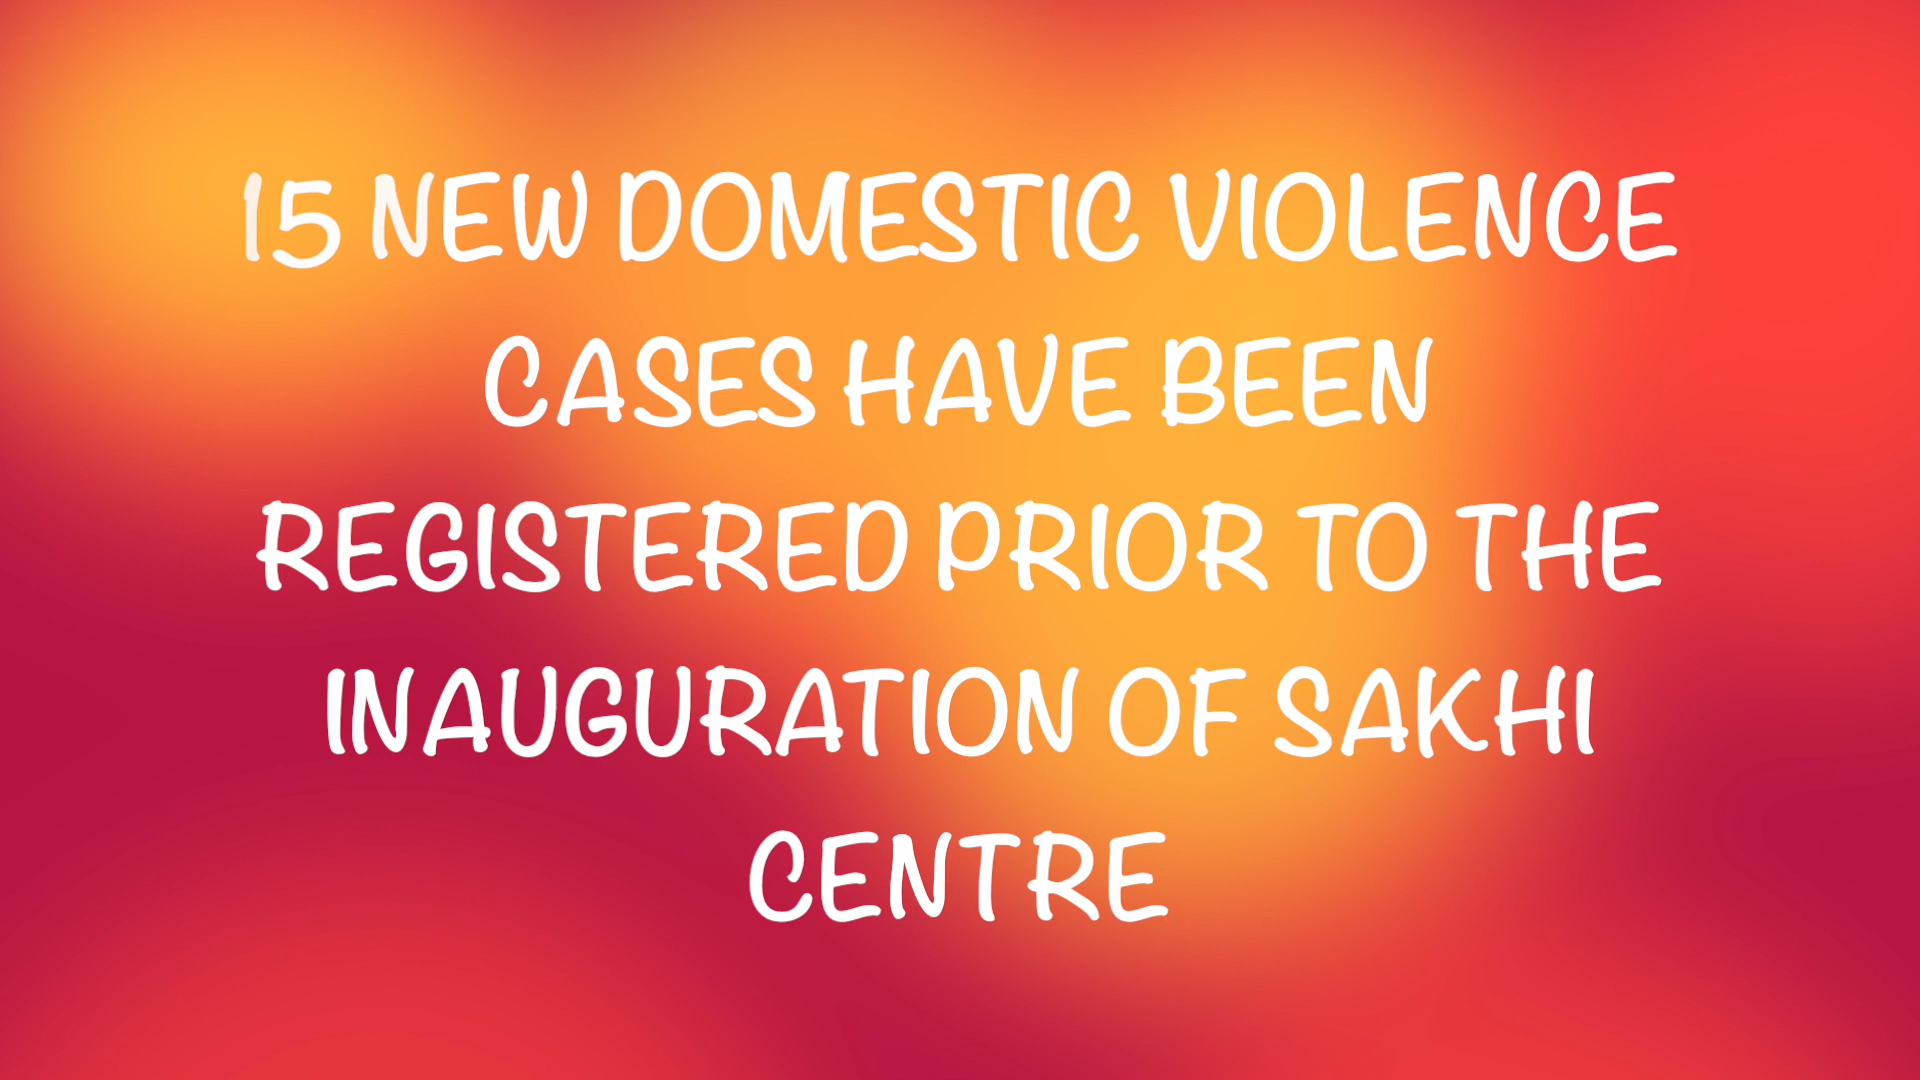 15 NEW DOMESTIC VIOLENCE
CASES HAVE BEEN
REGISTERED PRIOR TO THE
INAUGURATION OF SAKHI
CENTRE